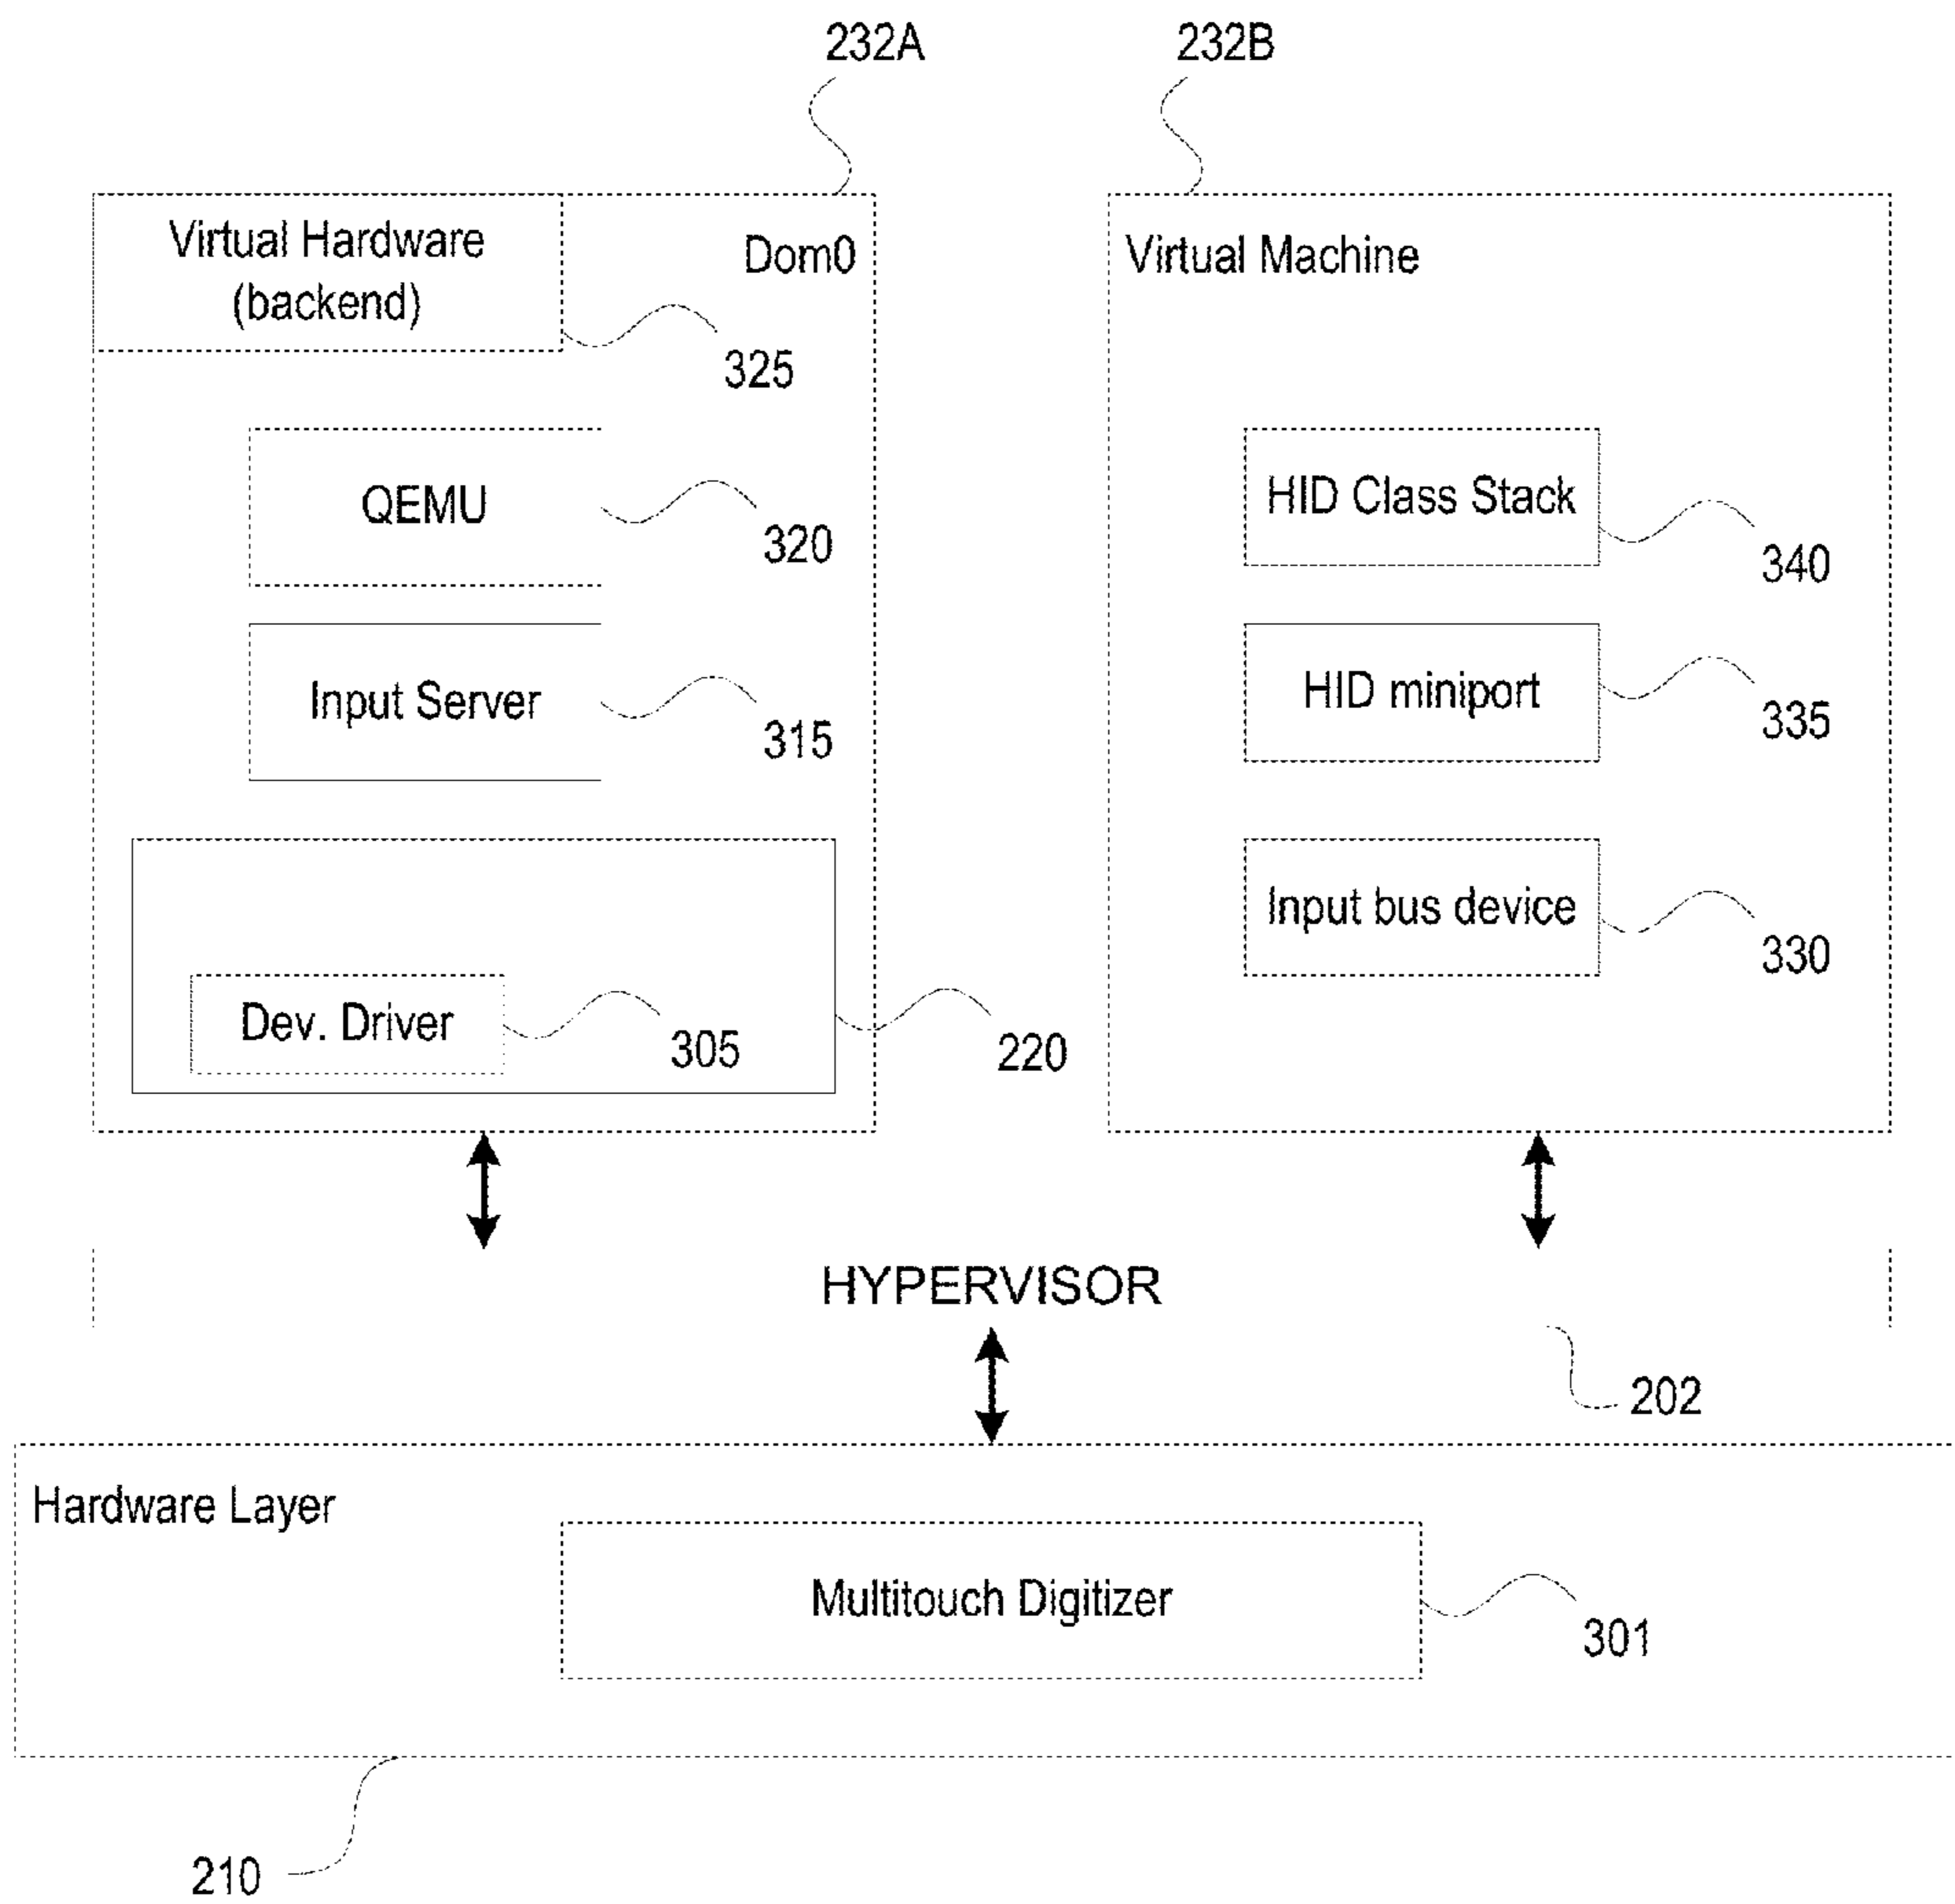 232A
232B
Virtual Hardware
(backend)
Dom0
Virtual Machine
325
QEMU
320
HID Class Stack
340
Input Server
315
HID miniport
335
Input bus device
330
Dev. Driver
305
220
HYPERVISOR
202
Hardware Layer
Multitouch Digitizer
301
210